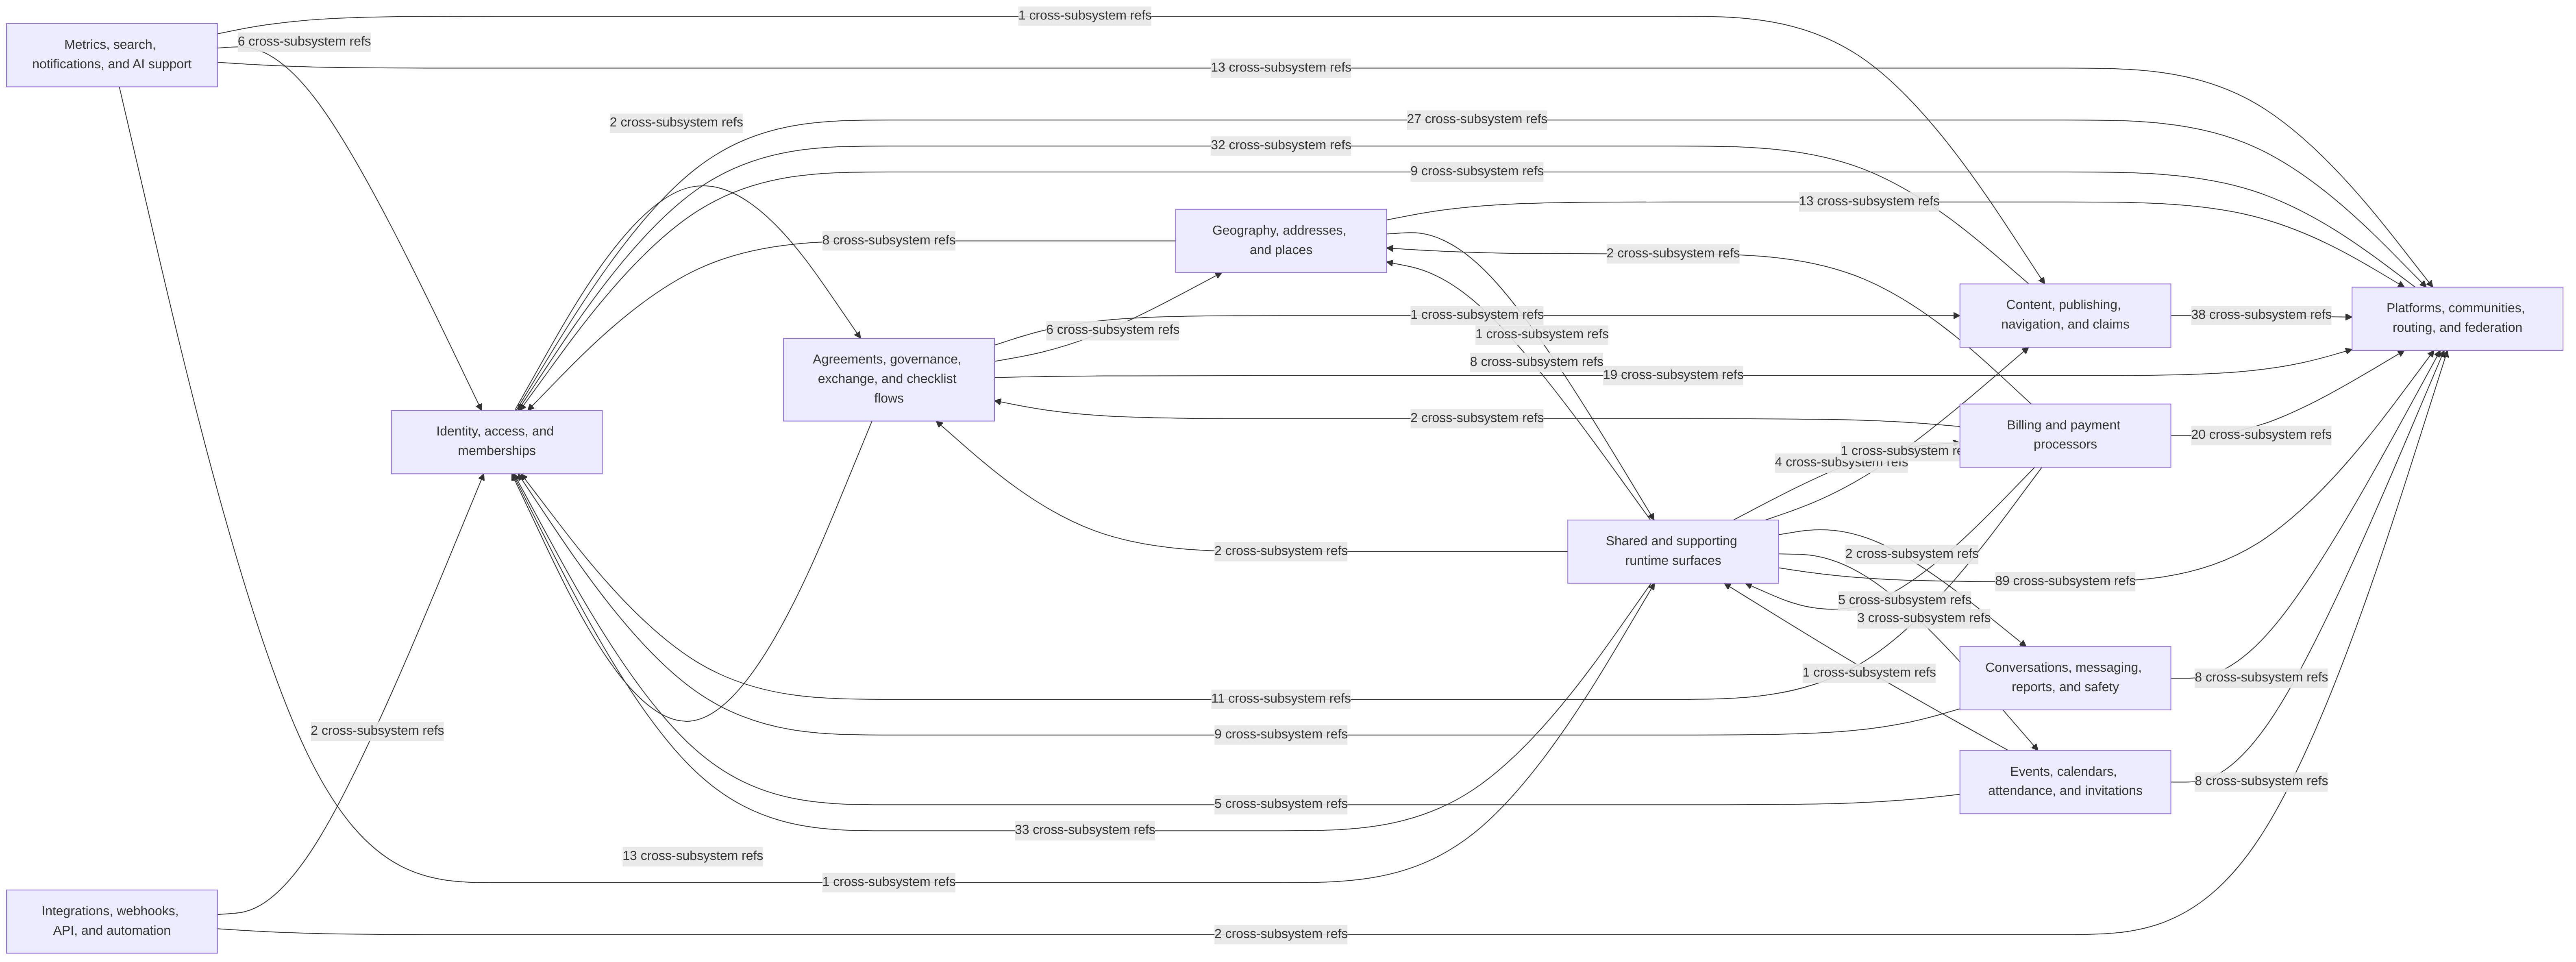 1 cross-subsystem refs
6 cross-subsystem refs
Metrics, search,
notifications, and AI support
13 cross-subsystem refs
2 cross-subsystem refs
27 cross-subsystem refs
32 cross-subsystem refs
9 cross-subsystem refs
13 cross-subsystem refs
Geography, addresses,
and places
8 cross-subsystem refs
2 cross-subsystem refs
Content, publishing,
navigation, and claims
38 cross-subsystem refs
Platforms, communities,
routing, and federation
1 cross-subsystem refs
6 cross-subsystem refs
1 cross-subsystem refs
8 cross-subsystem refs
Agreements, governance,
exchange, and checklist
flows
19 cross-subsystem refs
2 cross-subsystem refs
Billing and payment
processors
20 cross-subsystem refs
Identity, access, and
memberships
1 cross-subsystem
4 cross-subsystem refs
Shared and supporting
runtime surfaces
2 cross-subsystem refs
2 cross-subsystem refs
89 cross-subsystem refs
5 cross-subsystem refs
3 cross-subsystem refs
Conversations, messaging,
reports, and safety
8 cross-subsystem refs
1 cross-subsystem refs
11 cross-subsystem refs
9 cross-subsystem refs
2 cross-subsystem refs
Events, calendars,
attendance, and invitations
8 cross-subsystem refs
5 cross-subsystem refs
33 cross-subsystem refs
13 cross-subsystem refs
1 cross-subsystem refs
Integrations, webhooks,
API, and automation
2 cross-subsystem refs